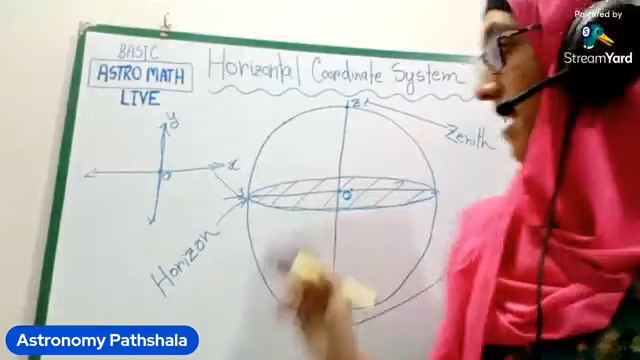 Powered by
StreamYard
BASIC
ASTRO MATH
LIVE
Horizontal Coordinate System
y
x
o
Z
Zenith
O
Horizon
Astronomy Pathshala